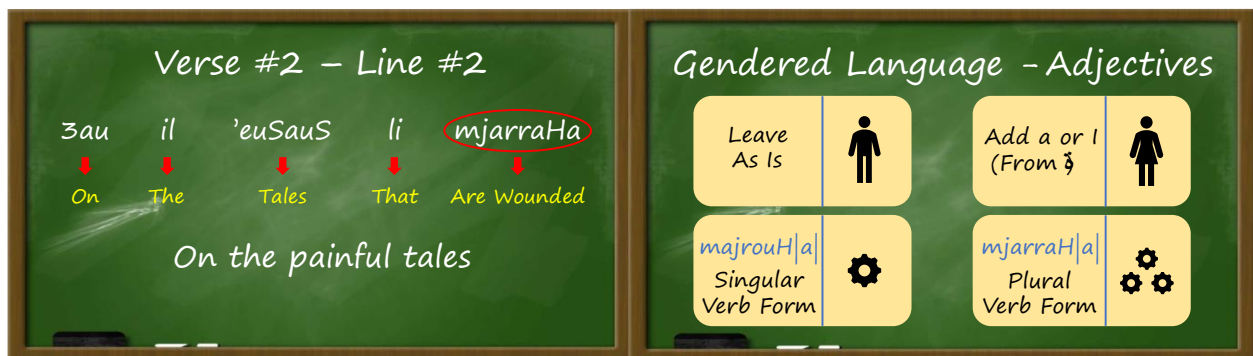 Verse #2 – Line #2
3au il 'euSauS li mjarraHa
On The Tales That Are Wounded
On the painful tales
Gendered Language - Adjectives
Leave
As Is
Add a or I
(From ة)
majrouH|a|
Singular
Verb Form
mjarraH|a|
Plural
Verb Form